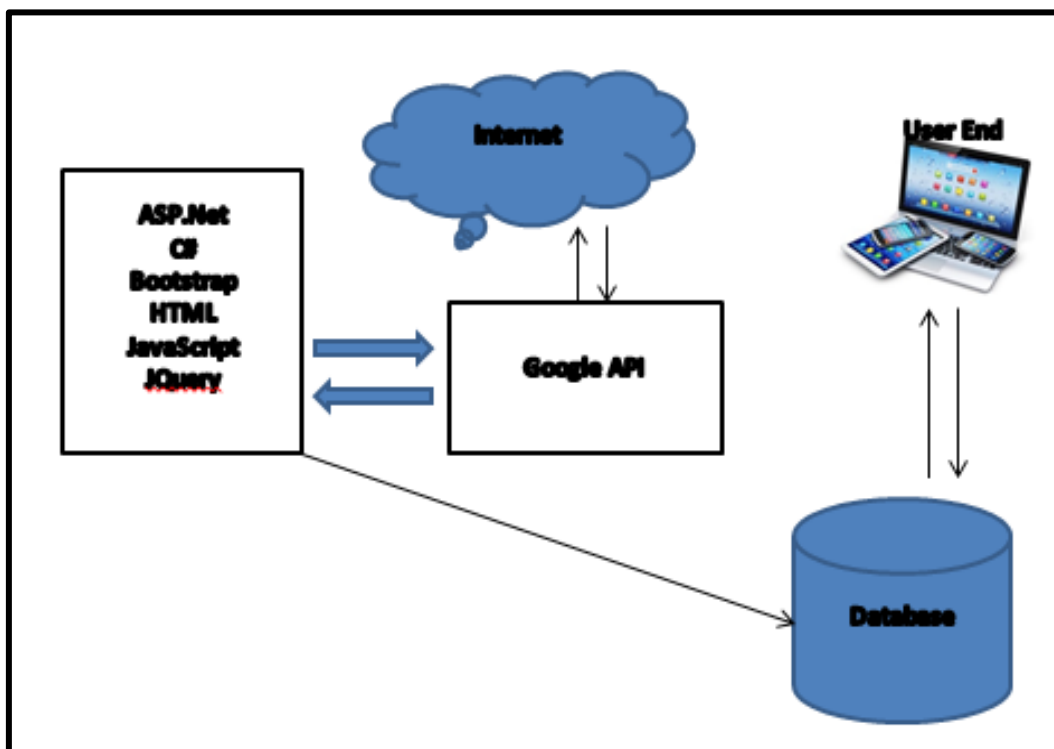 Internet
User End
ASP.Net
C#
Bootstrap
HTML
JavaScript
JQuery
Google API
Database